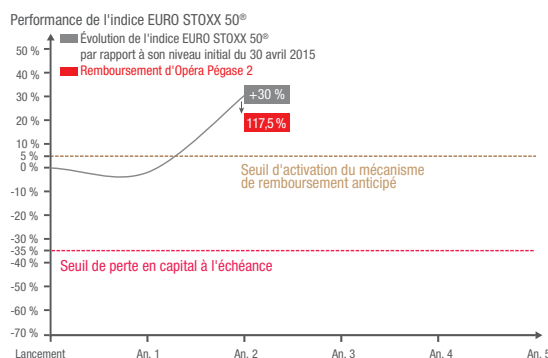 Performance de l'indice EURO STOXX 50®
Évolution de l'indice EURO STOXX 50®
par rapport à son niveau initial du 30 avril 2015
Remboursement d'Opéra Pégase 2
50 %
40 %
30 %
20 %
10 %
5 %
0 %
-10 %
-20 %
-30 %
-35 %
-40 %
-50 %
-60 %
-70 %
+30 %
117,5 %
Seuil d'activation du mécanisme
de remboursement anticipé
Seuil de perte en capital à l'échéance
Lancement
An. 1
An. 2
An. 3
An. 4
An. 5